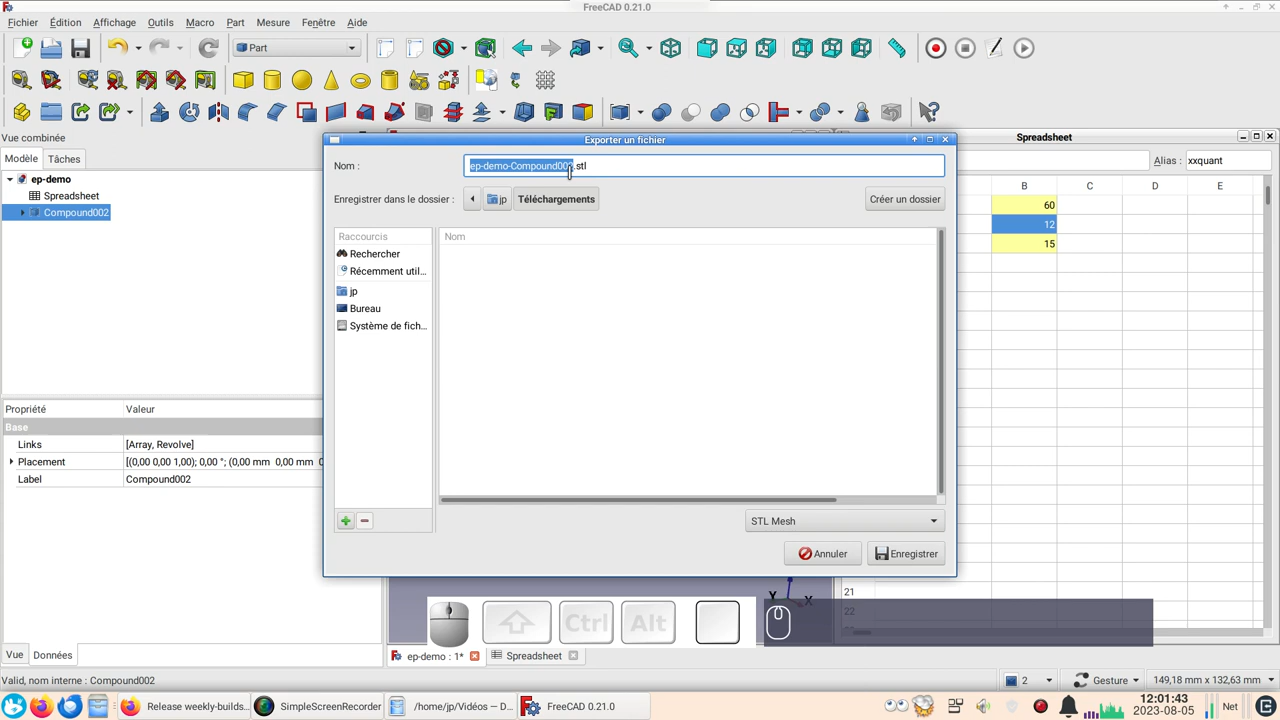 FreeCAD 0.21.0
Fichier Édition Affichage Outils Macro Part Mesure Fenêtre Aide
Part
Vue combinée
Modèle Tâches
ep-demo
Spreadsheet
Compound002
Exporter un fichier
Nom :
ep-demo-Compound002.stl
Enregistrer dans le dossier :
jp
Téléchargements
Créer un dossier
Raccourcis
Nom
Rechercher
Récemment util...
jp
Bureau
Système de fich...
STL Mesh
Annuler
Enregistrer
Spreadsheet
Alias : xxquant
B C D E
60
12
15
21
22
Propriété Valeur
Base
Links [Array, Revolve]
Placement [(0,00 0,00 1,00); 0,00 °; (0,00 mm 0,00 mm 0
Label Compound002
Y X
Ctrl Alt
Vue Données
ep-demo : 1*
Spreadsheet
Valid, nom interne : Compound002
2
Gesture
149,18 mm x 132,63 mm
Release weekly-builds...
SimpleScreenRecorder
/home/jp/Vidéos – D...
FreeCAD 0.21.0
12:01:43
2023-08-05
Net